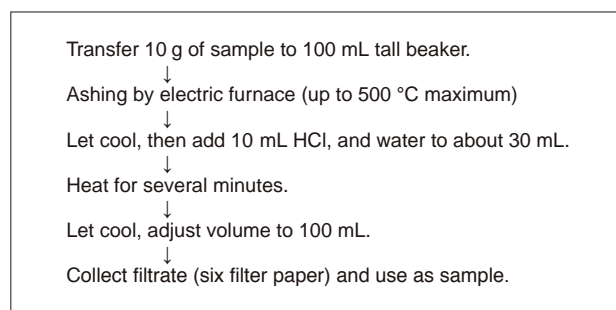 Transfer 10 g of sample to 100 mL tall beaker.
↓
Ashing by electric furnace (up to 500 °C maximum)
↓
Let cool, then add 10 mL HCl, and water to about 30 mL.
↓
Heat for several minutes.
↓
Let cool, adjust volume to 100 mL.
↓
Collect filtrate (six filter paper) and use as sample.